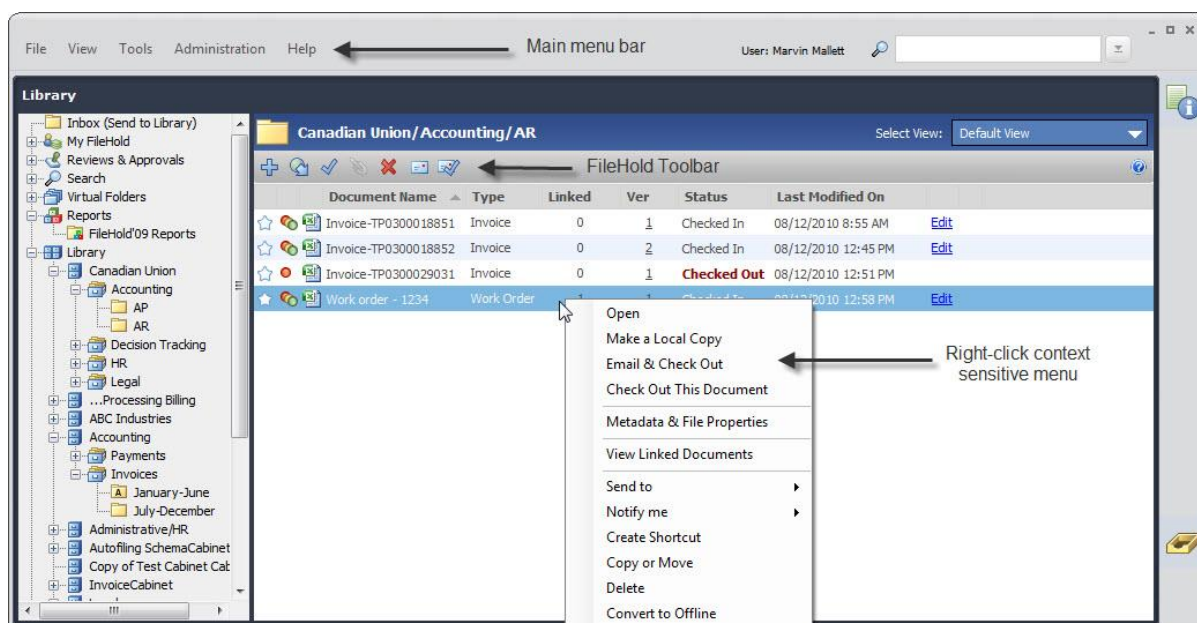 File View Tools Administration Help
Main menu bar
User: Marvin Mallett
Library
Inbox (Send to Library)
My FileHold
Reviews & Approvals
Search
Virtual Folders
Reports
FileHold'09 Reports
Library
Canadian Union
Accounting
AP
AR
Decision Tracking
HR
Legal
...Processing Billing
ABC Industries
Accounting
Payments
Invoices
A January-June
July-December
Administrative/HR
Autofiling SchemaCabinet
Copy of Test Cabinet Cab
InvoiceCabinet
Canadian Union/Accounting/AR
Select View: Default View
FileHold Toolbar
Document Name Type Linked Ver Status Last Modified On
Invoice-TP0300018851 Invoice 0 1 Checked In 08/12/2010 8:55 AM Edit
Invoice-TP0300018852 Invoice 0 2 Checked In 08/12/2010 12:45 PM Edit
Invoice-TP0300029031 Invoice 0 1 Checked Out 08/12/2010 12:51 PM
Work order - 1234 Work Order 12:58 PM Edit
Open
Make a Local Copy
Email & Check Out
Check Out This Document
Metadata & File Properties
View Linked Documents
Send to
Notify me
Create Shortcut
Copy or Move
Delete
Convert to Offline
Right-click context
sensitive menu